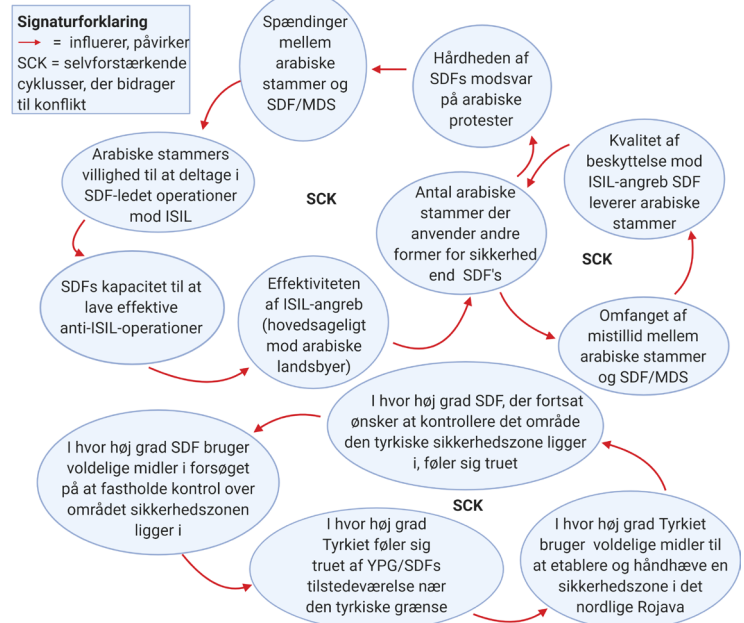 Signaturforklaring
= influerer, påvirker
SCK = selvforstærkende
cyklusser, der bidrager
til konflikt
Spændinger
mellem
arabiske
stammer og
SDF/MDS
Hårdheden af
SDFs modsvar
på arabiske
protester
Kvalitet af
beskyttelse mod
ISIL-angreb SDF
leverer arabiske
stammer
Arabiske stammers
villighed til at deltage i
SDF-ledet operationer
mod ISIL
SCK
Antal arabiske
stammer der
anvender andre
former for sikkerhed
end SDF's
SCK
SDFs kapacitet til at
lave effektive
anti-ISIL-operationer
Effektiviteten
af ISIL-angreb
(hovedsageligt
mod arabiske
landsbyer)
Omfanget af
mistillid mellem
arabiske stammer
og SDF/MDS
I hvor høj grad SDF, der fortsat
ønsker at kontrollere det område
den tyrkiske sikkerhedszone ligger
i, føler sig truet
I hvor høj grad SDF bruger
voldelige midler i forsøget
på at fastholde kontrol over
området sikkerhedszonen
ligger i
SCK
I hvor høj grad
Tyrkiet føler sig
truet af YPG/SDFs
tilstedeværelse nær
den tyrkiske grænse
I hvor høj grad Tyrkiet
bruger voldelige midler til
at etablere og håndhæve en
sikkerhedszone i det
nordlige Rojava